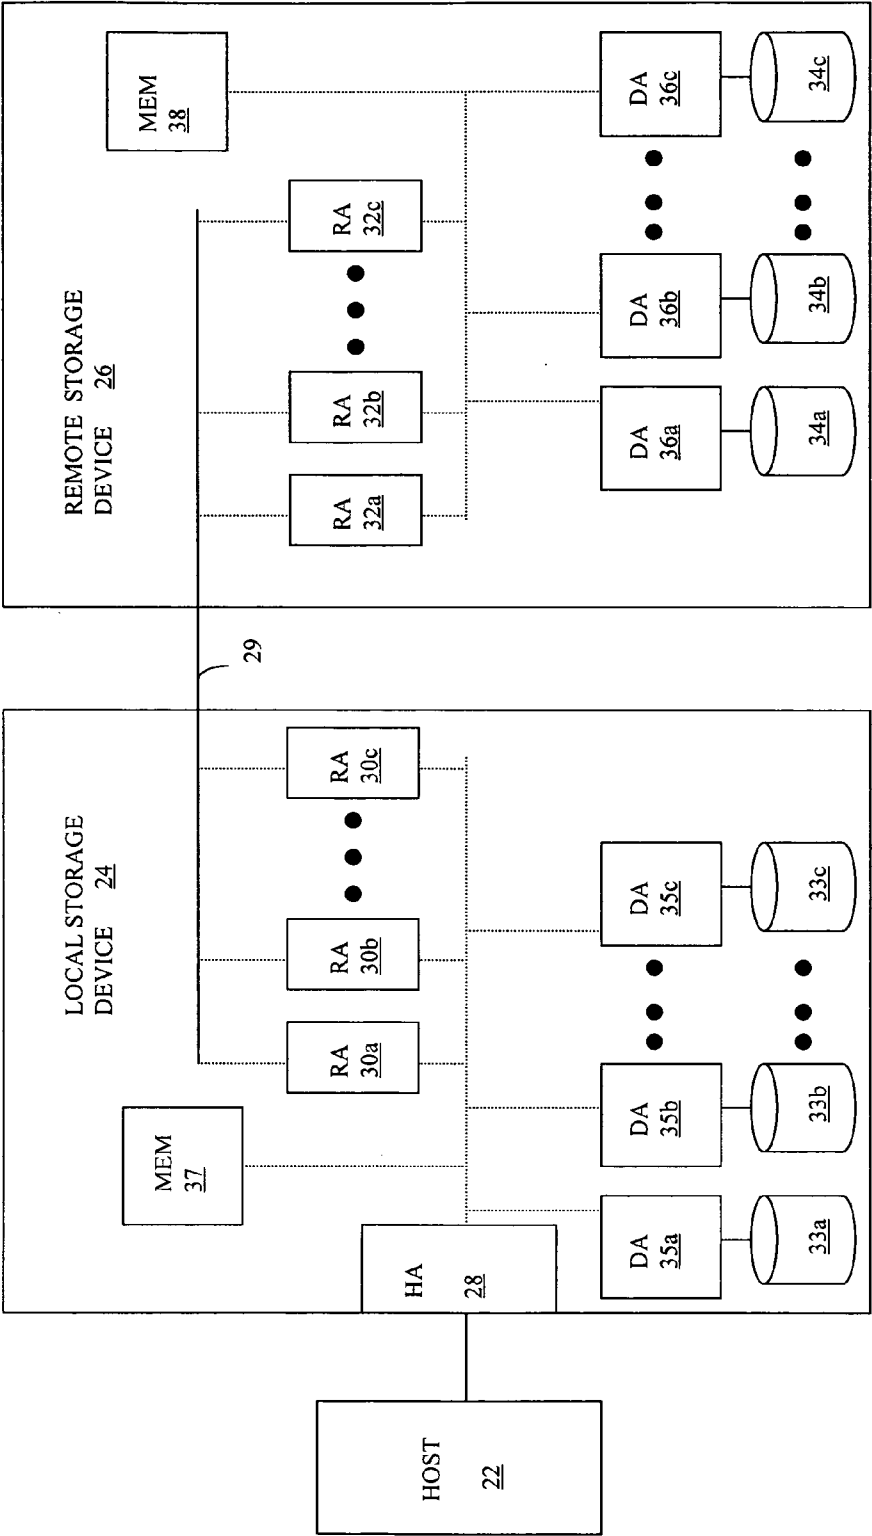 HOST
22
HA
28
LOCAL STORAGE
DEVICE 24
MEM
37
RA
30a
RA
30b
RA
30c
DA
35a
DA
35b
DA
35c
33a
33b
33c
29
REMOTE STORAGE
DEVICE 26
MEM
38
RA
32a
RA
32b
RA
32c
DA
36a
DA
36b
DA
36c
34a
34b
34c